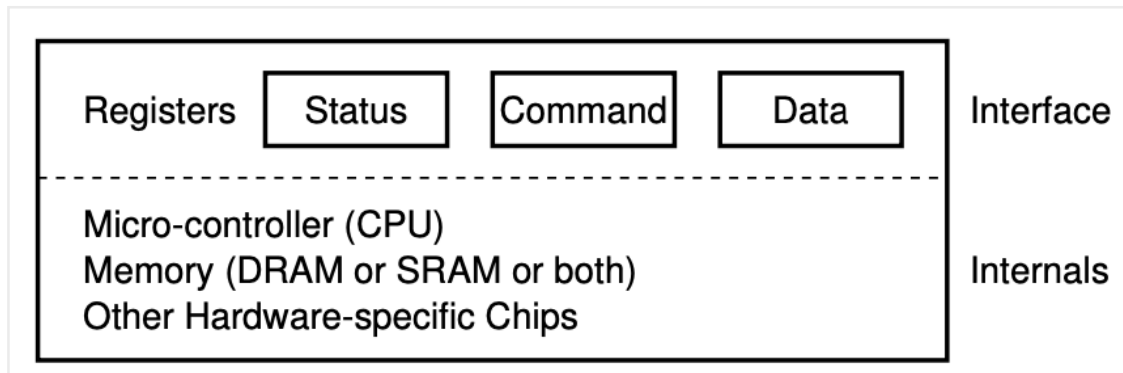 Registers Status Command Data Interface
Micro-controller (CPU)
Memory (DRAM or SRAM or both) Internals
Other Hardware-specific Chips